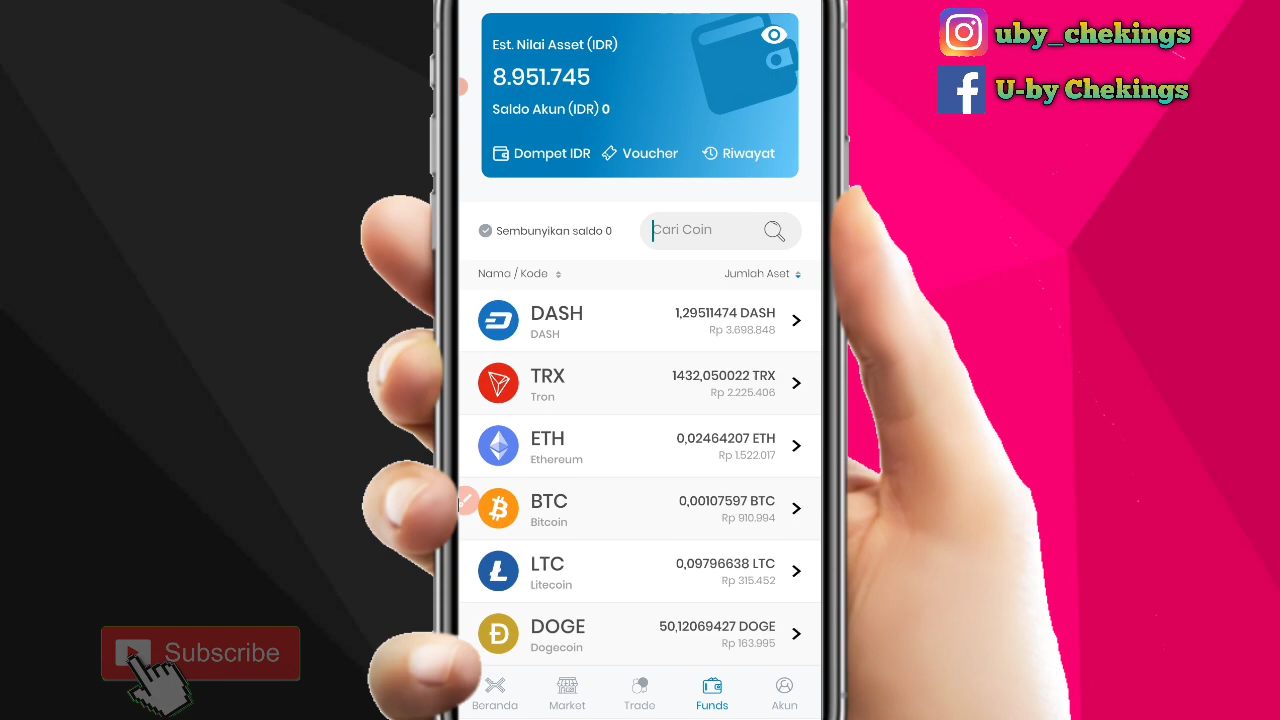 uby_chekings
U-by Chekings
Est. Nilai Asset (IDR)
8.951.745
Saldo Akun (IDR) 0
Dompet IDR Voucher Riwayat
Sembunyikan saldo 0 Cari Coin
Nama / Kode Jumlah Aset
DASH 1,29511474 DASH
DASH Rp 3.698.848
TRX 1432,050022 TRX
Tron Rp 2.225.406
ETH 0,02464207 ETH
Ethereum Rp 1.522.017
BTC 0,00107597 BTC
Bitcoin Rp 910.994
LTC 0,09796638 LTC
Litecoin Rp 315.452
DOGE 50,12069427 DOGE
Dogecoin Rp 163.995
Subscribe
Beranda Market Trade Funds Akun